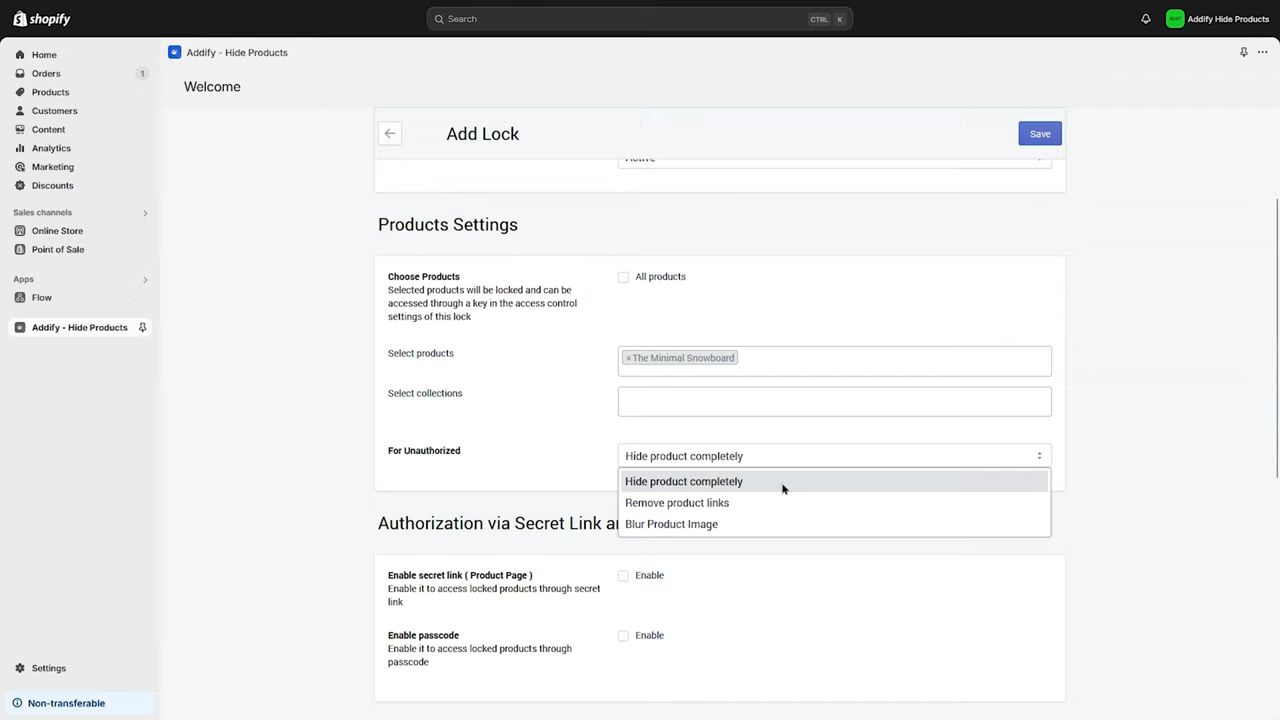 shopify
Search
CTRL K
AHP
Addify Hide Products
Home
Orders 1
Products
Customers
Content
Analytics
Marketing
Discounts
Sales channels
Online Store
Point of Sale
Apps
Flow
Addify - Hide Products
Settings
Non-transferable
Addify - Hide Products
Welcome
Add Lock
Save
Active
Products Settings
Choose Products
Selected products will be locked and can be
accessed through a key in the access control
settings of this lock
All products
Select products
×The Minimal Snowboard
Select collections
For Unauthorized
Hide product completely
Hide product completely
Remove product links
Blur Product Image
Authorization via Secret Link a
Enable secret link ( Product Page )
Enable it to access locked products through secret
link
Enable
Enable passcode
Enable it to access locked products through
passcode
Enable